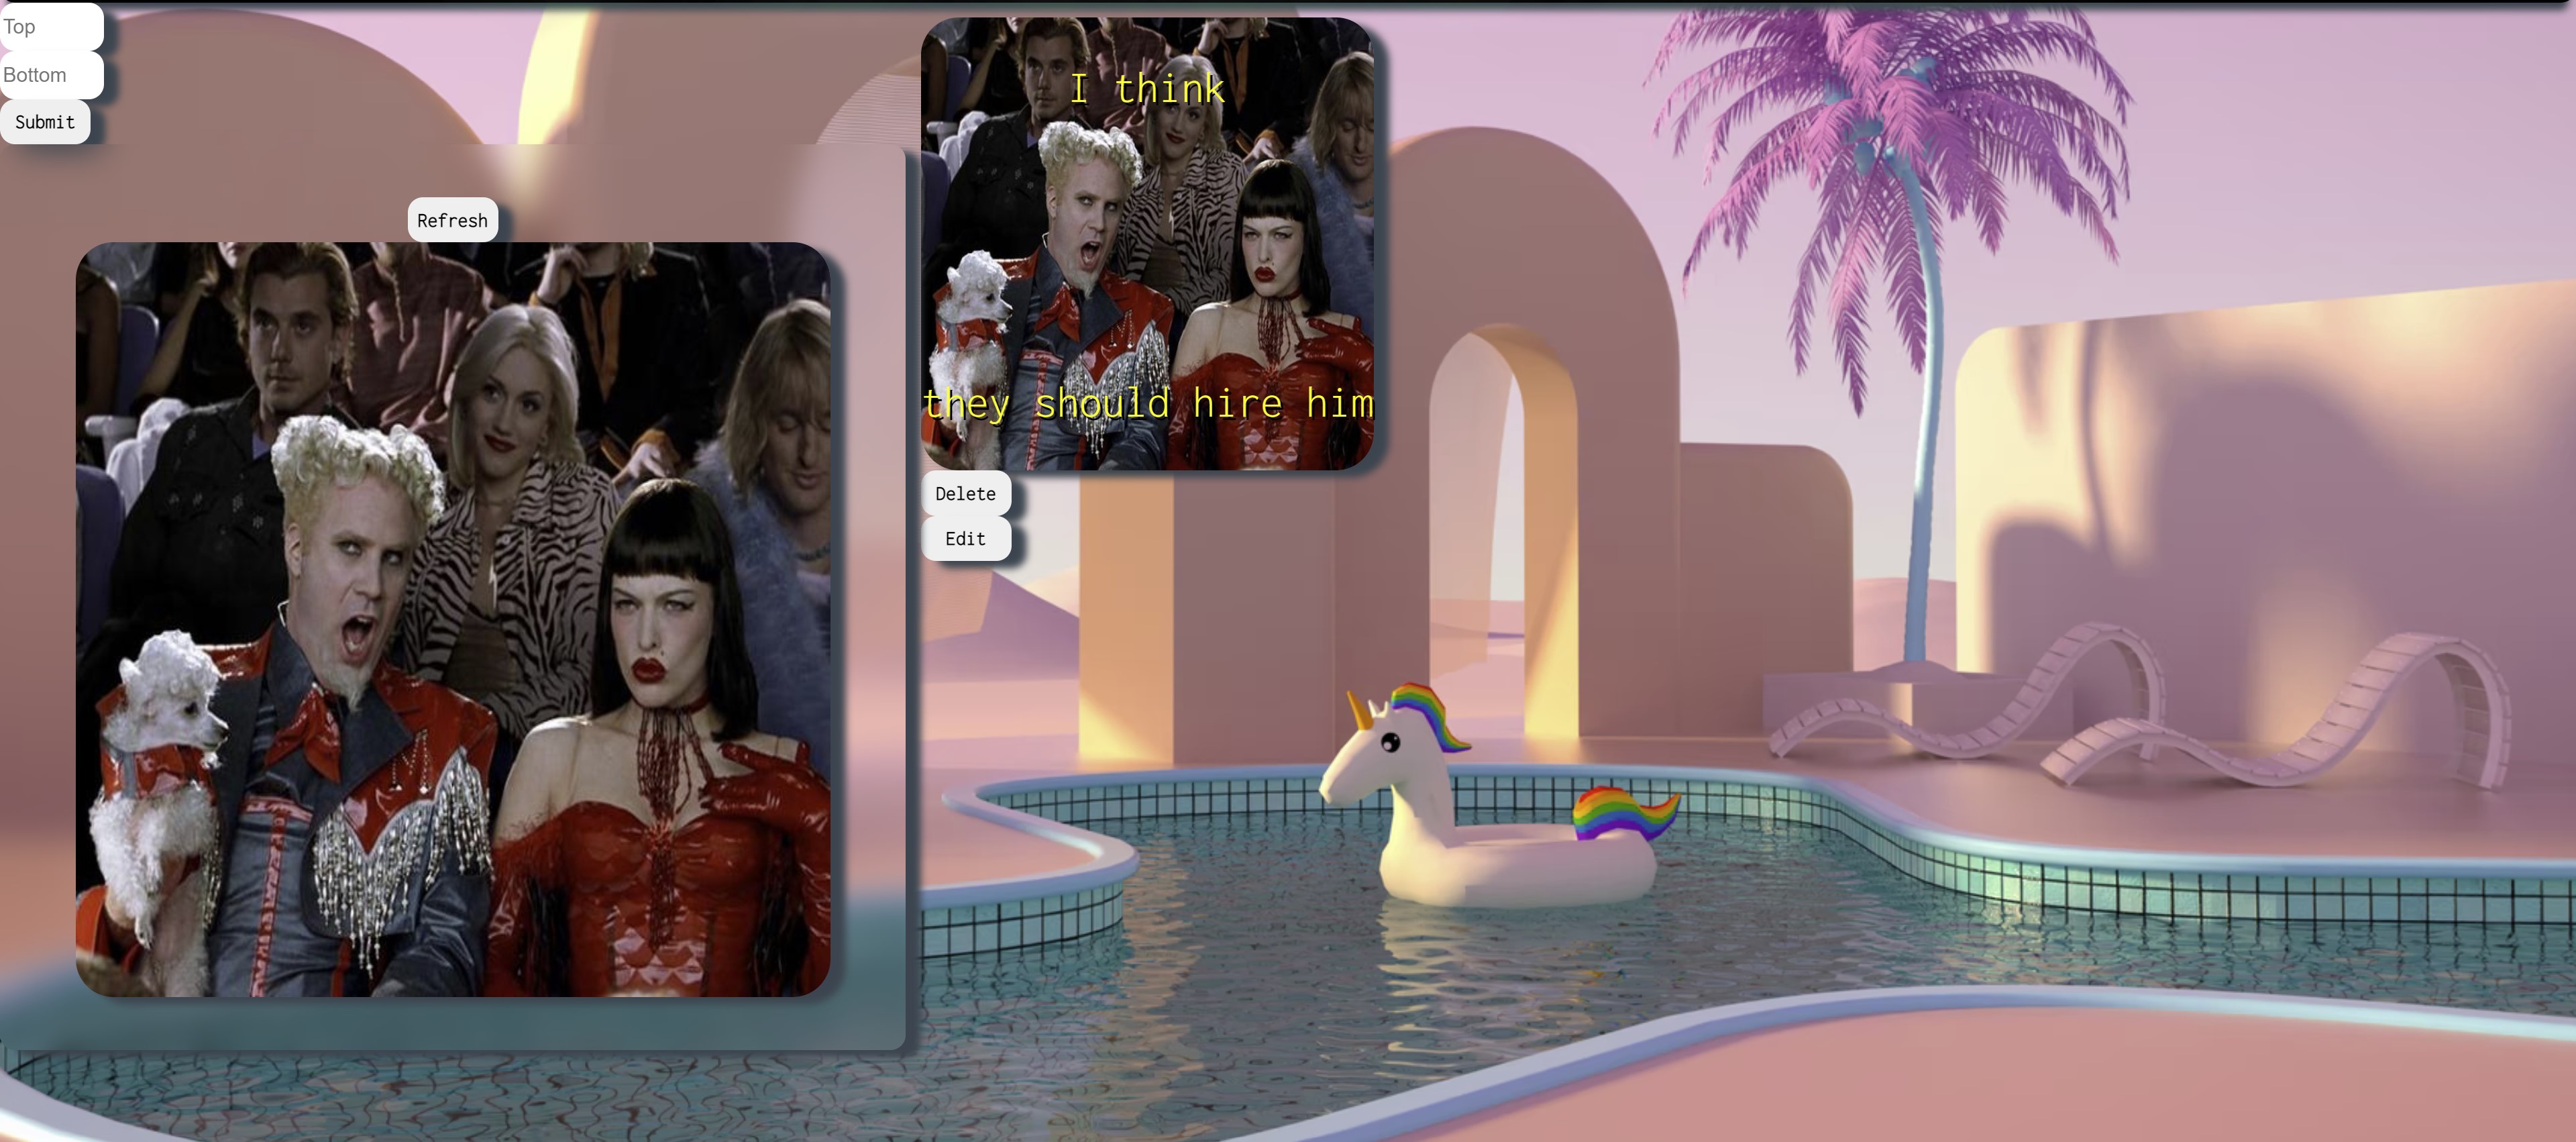 Top
Bottom
Submit
Refresh
I think
they should hire him
Delete
Edit